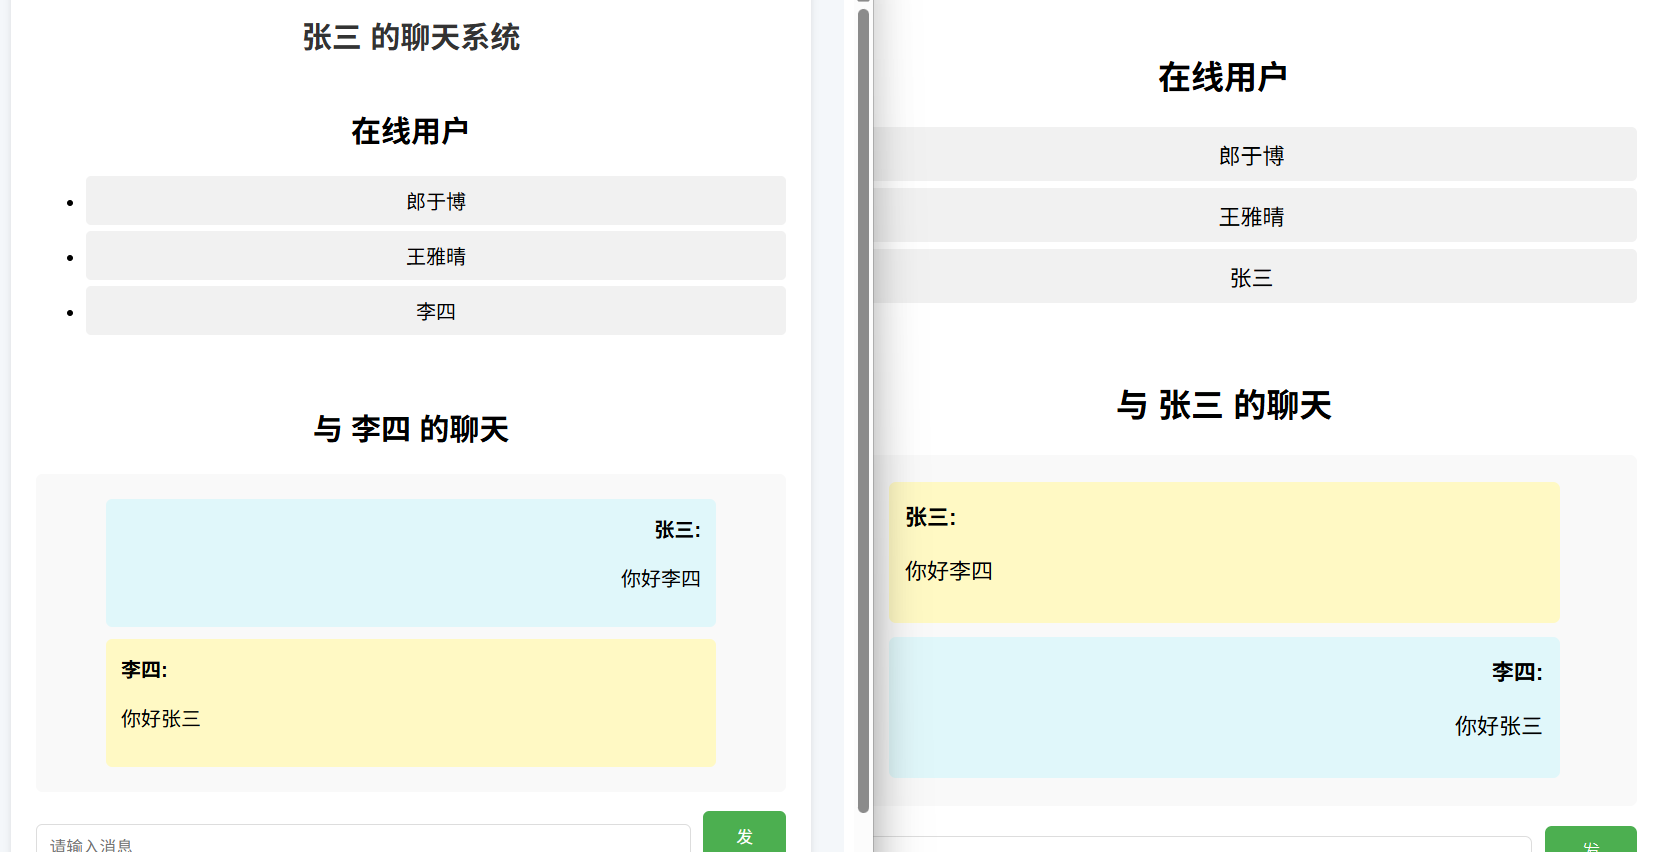 张三 的聊天系统
在线用户
郎于博
王雅晴
李四
与 李四 的聊天
张三:
你好李四
李四:
你好张三
请输入消息
发
在线用户
郎于博
王雅晴
张三
与 张三 的聊天
张三:
你好李四
李四:
你好张三
发